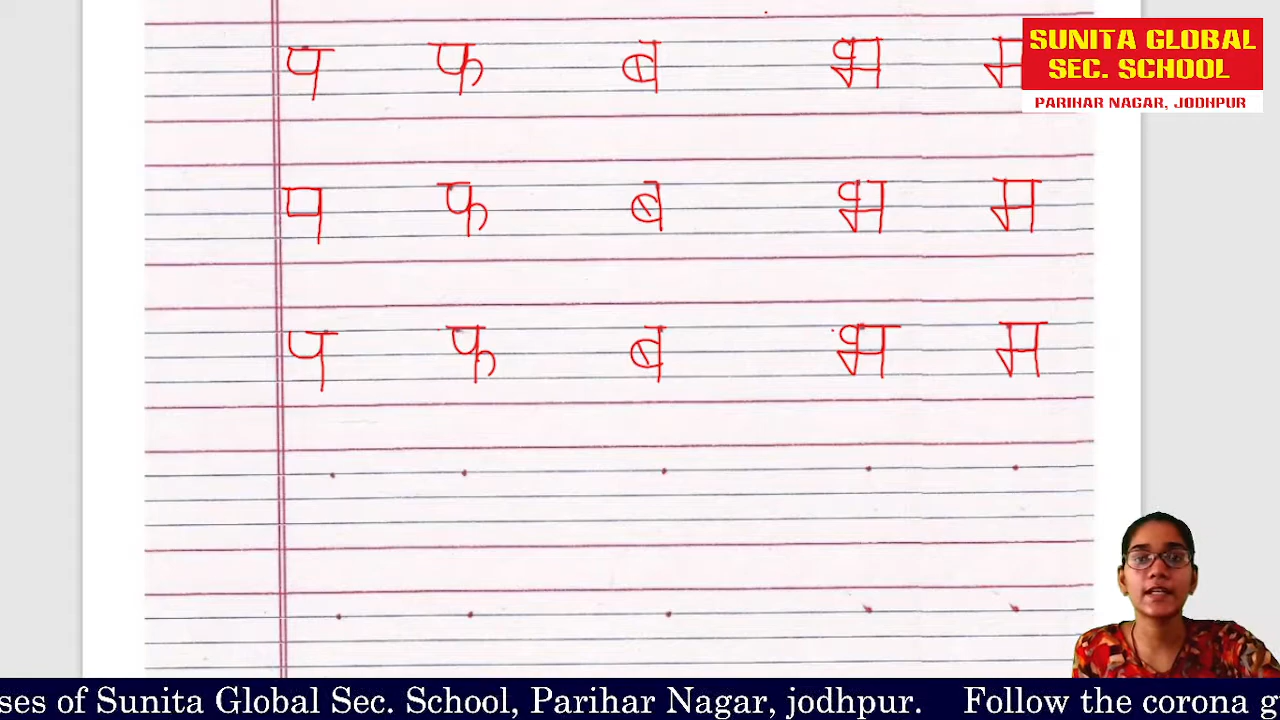 प फ ब भ म
SUNITA GLOBAL
SEC. SCHOOL
PARIHAR NAGAR, JODHPUR
प फ ब भ म
प फ ब भ म
ses of Sunita Global Sec. School, Parihar Nagar, jodhpur. Follow the corona g